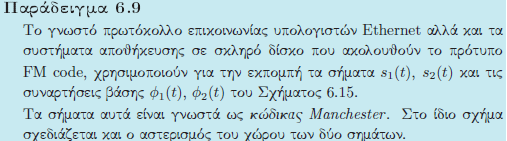 Παράδειγμα 6.9
Το γνωστό πρωτόκολλο επικοινωνίας υπολογιστών Ethernet αλλά και τα
συστήματα αποθήκευσης σε σκληρό δίσκο που ακολουθούν το πρότυπο
FM code, χρησιμοποιούν για την εκπομπή τα σήματα s₁(t), s₂(t) και τις
συναρτήσεις βάσης ϕ₁(t), ϕ₂(t) του Σχήματος 6.15.
Τα σήματα αυτά είναι γνωστά ως κώδικας Manchester. Στο ίδιο σχήμα
σχεδιάζεται και ο αστερισμός του χώρου των δύο σημάτων.